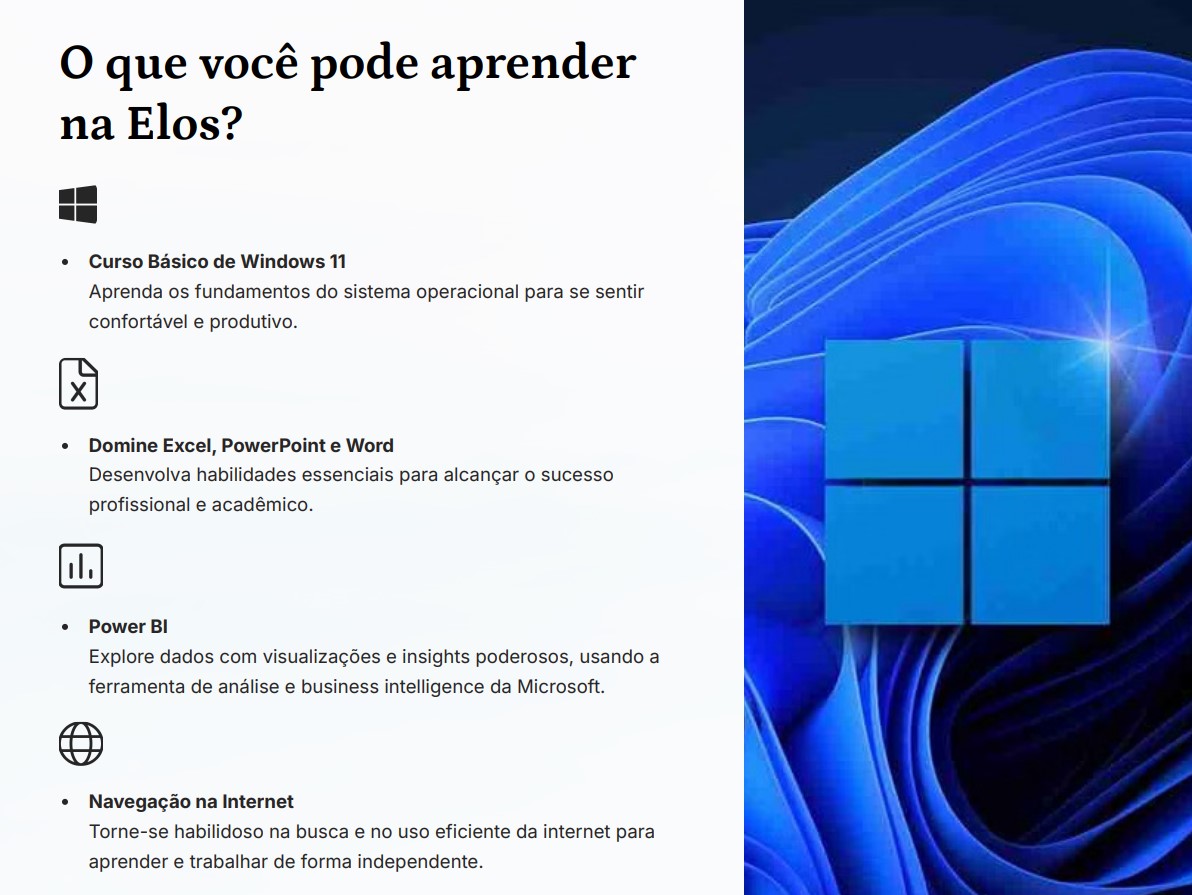 O que você pode aprender
na Elos?
• Curso Básico de Windows 11
Aprenda os fundamentos do sistema operacional para se sentir
confortável e produtivo.
• Domine Excel, PowerPoint e Word
Desenvolva habilidades essenciais para alcançar o sucesso
profissional e acadêmico.
• Power BI
Explore dados com visualizações e insights poderosos, usando a
ferramenta de análise e business intelligence da Microsoft.
• Navegação na Internet
Torne-se habilidoso na busca e no uso eficiente da internet para
aprender e trabalhar de forma independente.